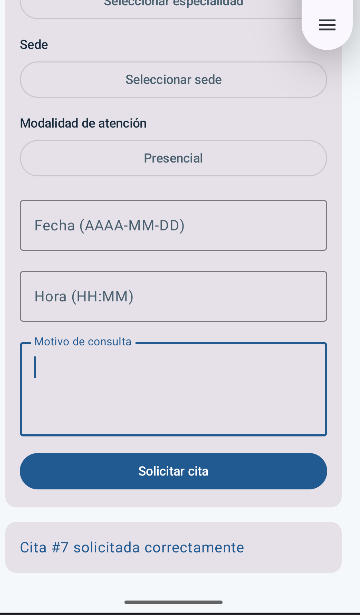 Seleccionar especialidad
Sede
Seleccionar sede
Modalidad de atención
Presencial
Fecha (AAAA-MM-DD)
Hora (HH:MM)
Motivo de consulta
Solicitar cita
Cita #7 solicitada correctamente